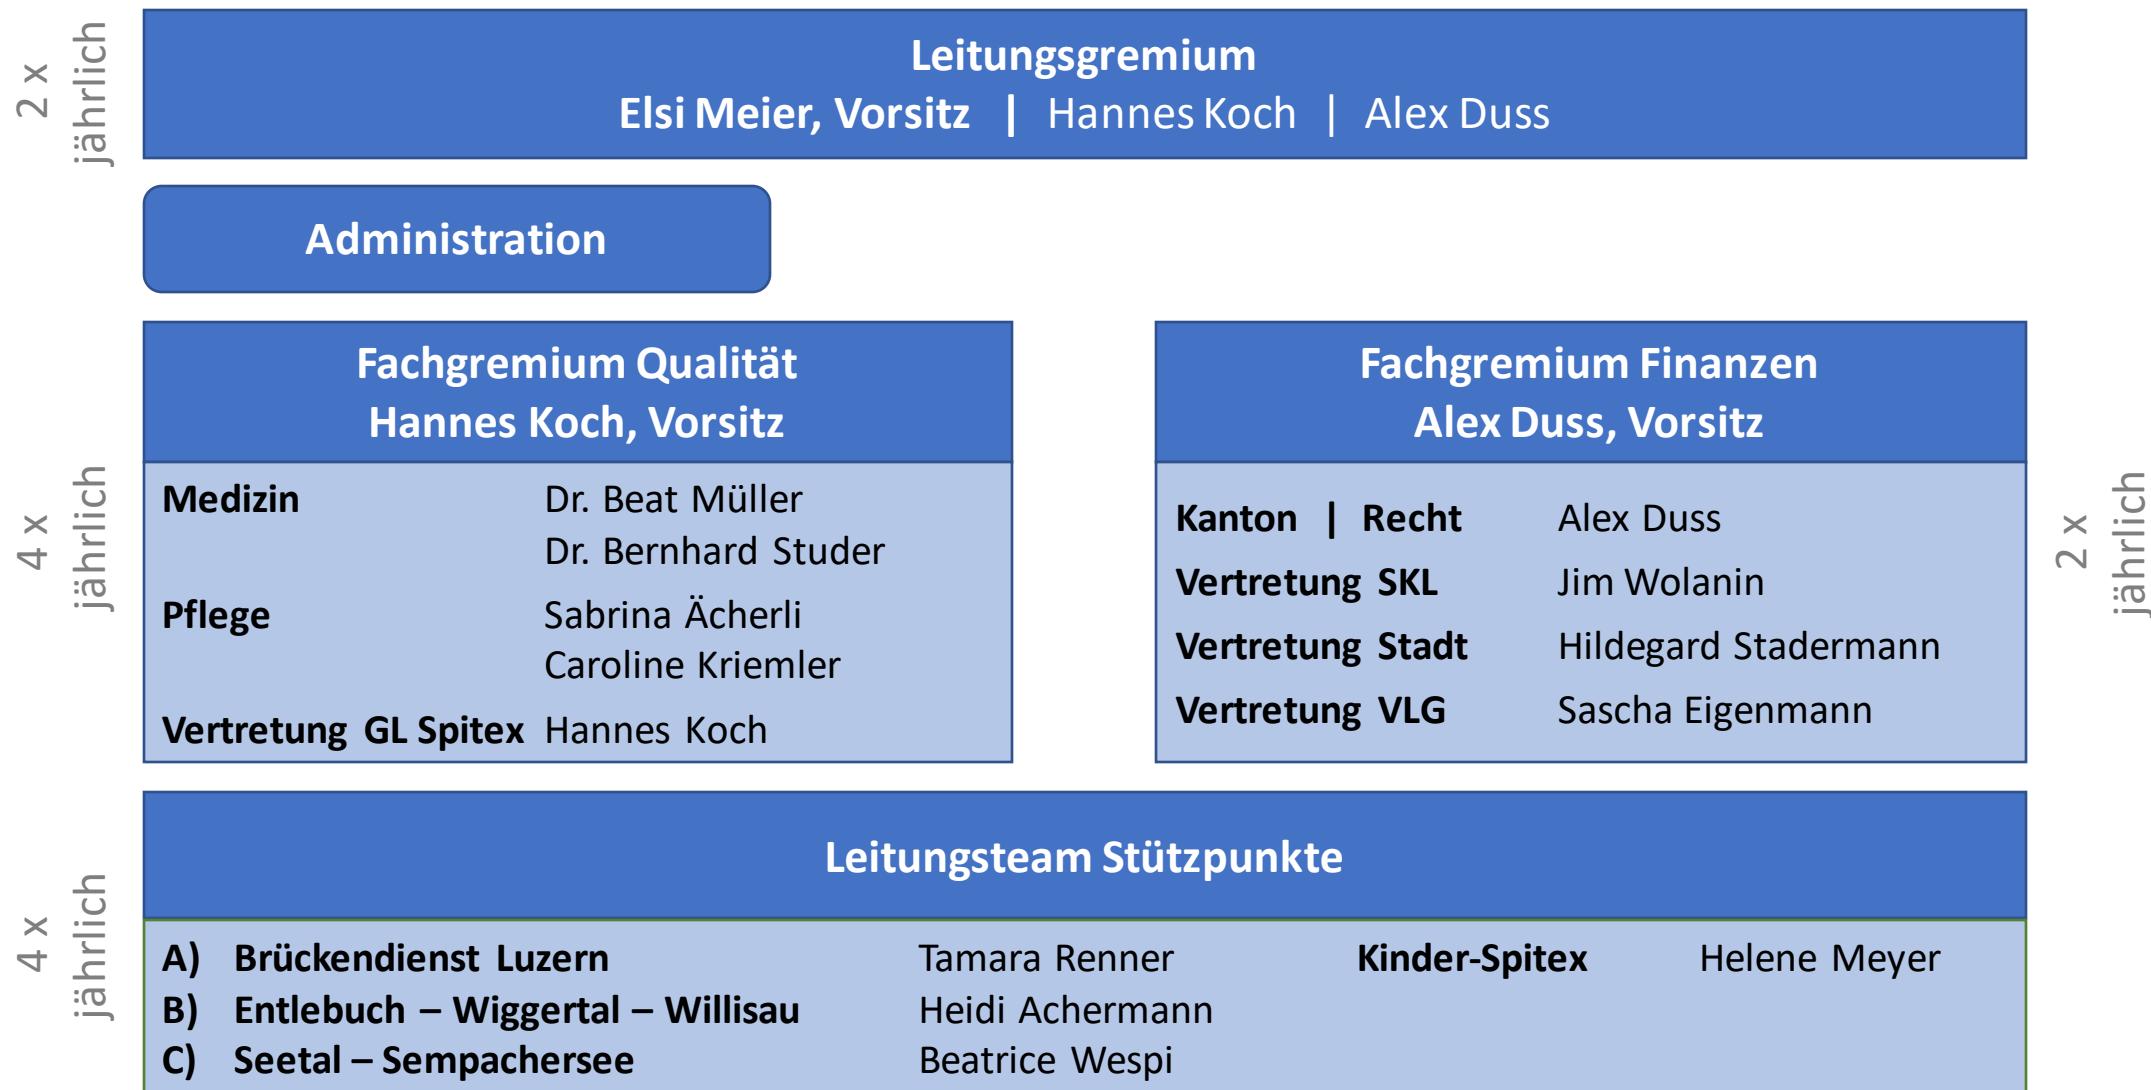 2 x
jährlich
Leitungsgremium
Elsi Meier, Vorsitz | Hannes Koch | Alex Duss
Administration
4 x
jährlich
Fachgremium Qualität
Hannes Koch, Vorsitz
Medizin Dr. Beat Müller
Dr. Bernhard Studer
Pflege Sabrina Ächerli
Caroline Kriemler
Vertretung GL Spitex Hannes Koch
Fachgremium Finanzen
Alex Duss, Vorsitz
Kanton | Recht Alex Duss
Vertretung SKL Jim Wolanin
Vertretung Stadt Hildegard Stadermann
Vertretung VLG Sascha Eigenmann
2 x
jährlich
4 x
jährlich
Leitungsteam Stützpunkte
A) Brückendienst Luzern Tamara Renner Kinder-Spitex Helene Meyer
B) Entlebuch – Wiggertal – Willisau Heidi Achermann
C) Seetal – Sempachersee Beatrice Wespi